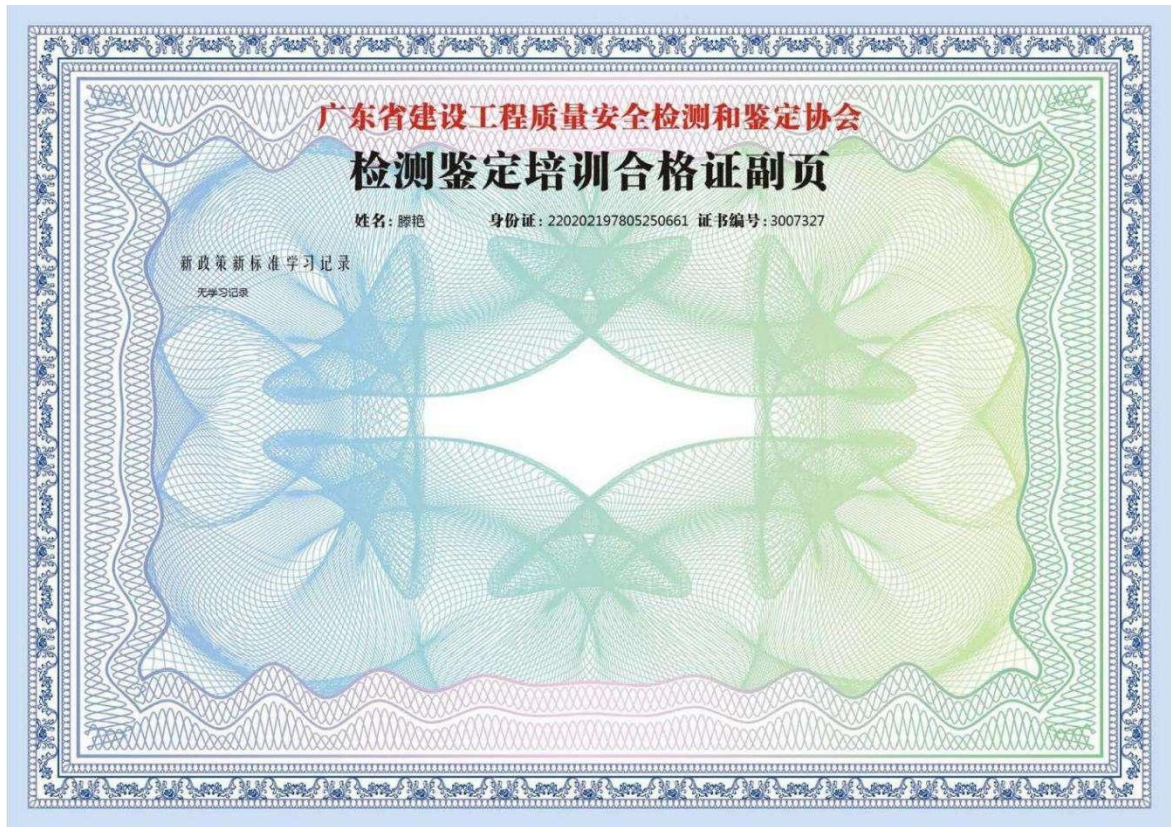 广东省建设工程质量安全检测和鉴定协会
检测鉴定培训合格证副页
姓名：滕艳 身份证：220202197805250661 证书编号：3007327
新政策新标准学习记录
无学习记录